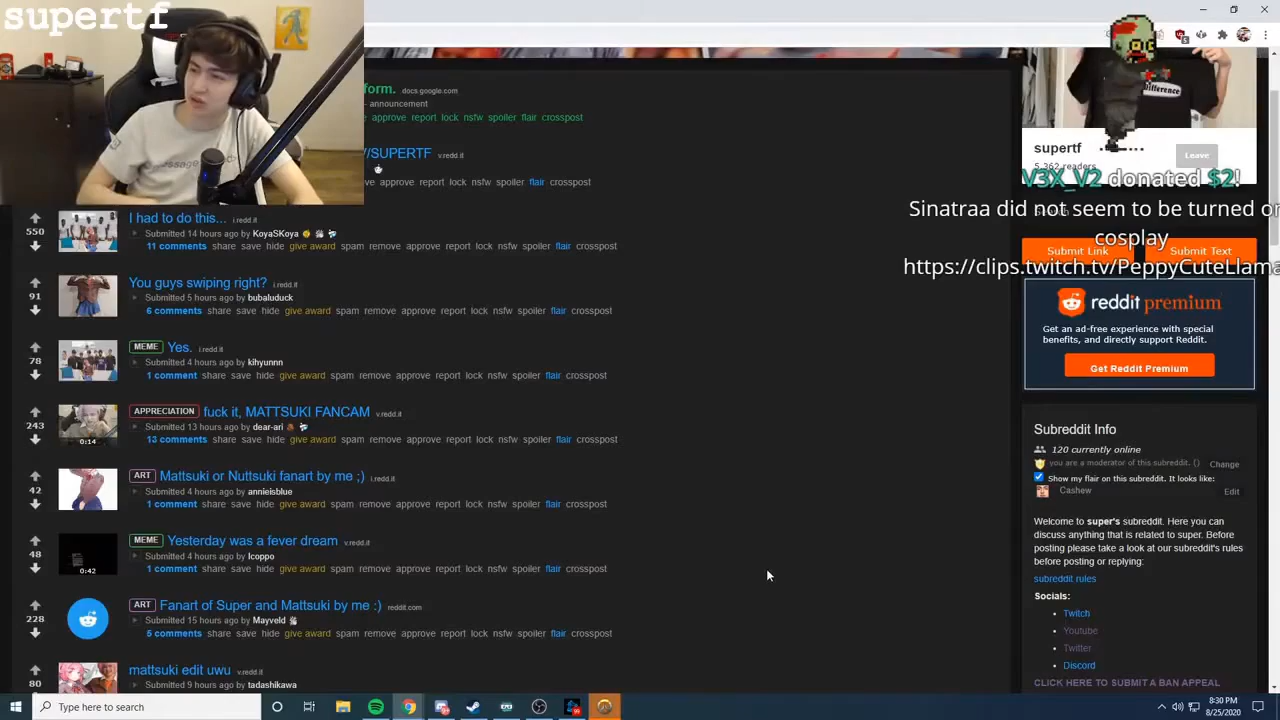 supertf
form. docs.google.com
- announcement
approve report lock nsfw spoiler flair crosspost
/SUPERTF v.redd.it
approve report lock nsfw spoiler flair crosspost
550
I had to do this... i.redd.it
Submitted 14 hours ago by KoyaSKoya
11 comments share save hide give award spam remove approve report lock nsfw spoiler flair crosspost
91
You guys swiping right? i.redd.it
Submitted 5 hours ago by bubaluduck
6 comments share save hide give award spam remove approve report lock nsfw spoiler flair crosspost
78
MEME Yes. i.redd.it
Submitted 4 hours ago by kihyunnn
1 comment share save hide give award spam remove approve report lock nsfw spoiler flair crosspost
243
APPRECIATION fuck it, MATTSUKI FANCAM v.redd.it
0:14
Submitted 13 hours ago by dear-ari
13 comments share save hide give award spam remove approve report lock nsfw spoiler flair crosspost
42
ART Mattsuki or Nuttsuki fanart by me ;) i.redd.it
Submitted 4 hours ago by annieisblue
1 comment share save hide give award spam remove approve report lock nsfw spoiler flair crosspost
48
MEME Yesterday was a fever dream v.redd.it
0:42
Submitted 4 hours ago by lcoppo
1 comment share save hide give award spam remove approve report lock nsfw spoiler flair crosspost
228
ART Fanart of Super and Mattsuki by me :) reddit.com
Submitted 15 hours ago by Mayveld
5 comments share save hide give award spam remove approve report lock nsfw spoiler flair crosspost
80
mattsuki edit uwu v.redd.it
Submitted 9 hours ago by tadashikawa
difference
supertf
5,362 readers
Leave
V3X_V2 donated $2!
Sinatraa did not seem to be turned on
cosplay
https://clips.twitch.tv/PeppyCuteLlama
Submit Link Submit Text
reddit premium
Get an ad-free experience with special
benefits, and directly support Reddit.
Get Reddit Premium
Subreddit Info
120 currently online
you are a moderator of this subreddit. () Change
Show my flair on this subreddit. It looks like:
Cashew Edit
Welcome to super's subreddit. Here you can
discuss anything that is related to super. Before
posting please take a look at our subreddit's rules
before posting or replying:
subreddit rules
Socials:
Twitch
Youtube
Twitter
Discord
CLICK HERE TO SUBMIT A BAN APPEAL
Type here to search
8:30 PM
8/25/2020